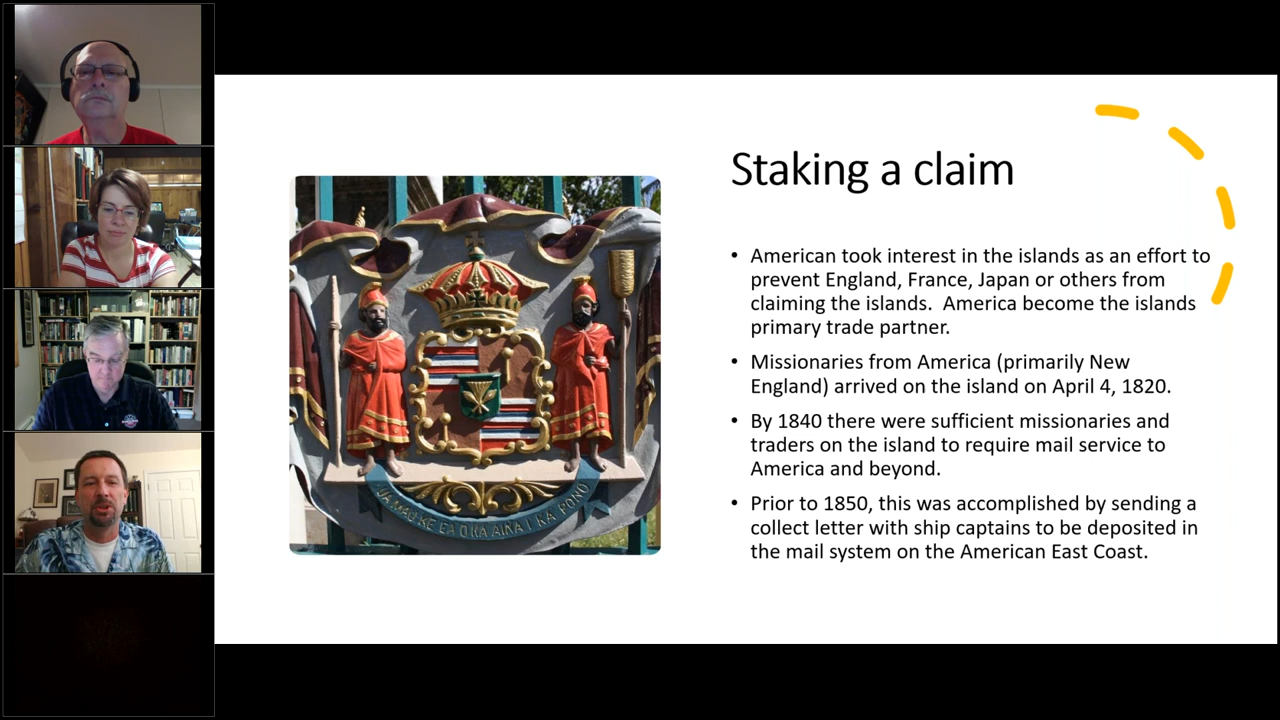 Staking a claim
• American took interest in the islands as an effort to
prevent England, France, Japan or others from
claiming the islands.  America become the islands
primary trade partner.
• Missionaries from America (primarily New
England) arrived on the island on April 4, 1820.
• By 1840 there were sufficient missionaries and
traders on the island to require mail service to
America and beyond.
• Prior to 1850, this was accomplished by sending a
collect letter with ship captains to be deposited in
the mail system on the American East Coast.
UA MAU KE EA O KA AINA I KA PONO